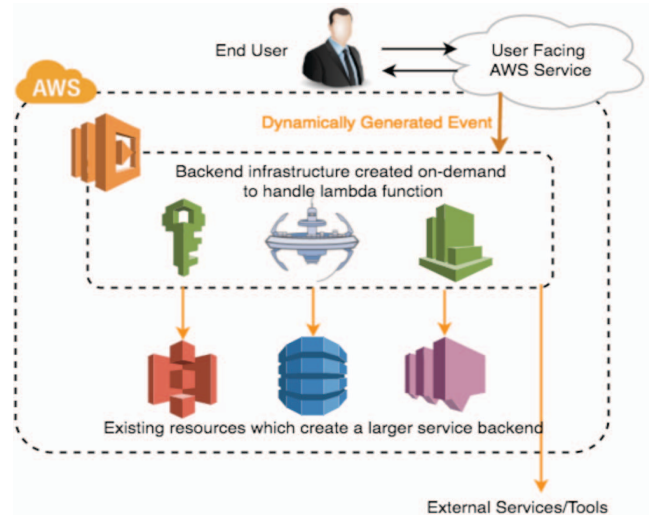 End User
User Facing
AWS Service
AWS
Dynamically Generated Event
Backend infrastructure created on-demand
to handle lambda function
Existing resources which create a larger service backend
External Services/Tools